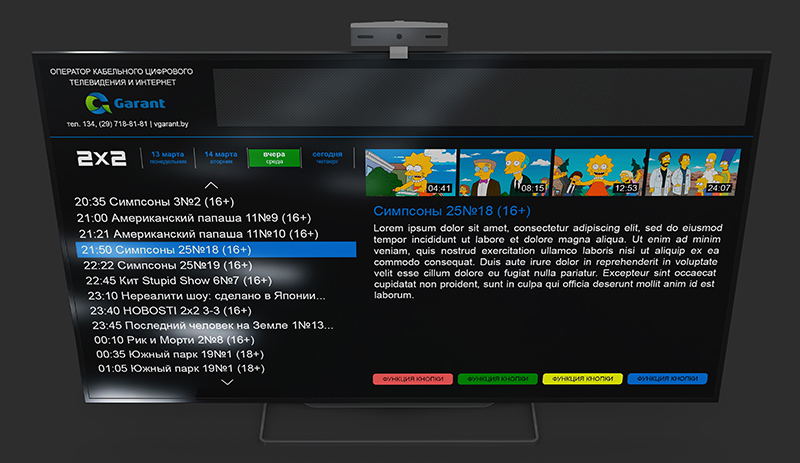 ОПЕРАТОР КАБЕЛЬНОГО ЦИФРОВОГО
ТЕЛЕВИДЕНИЯ И ИНТЕРНЕТ
Garant
тел. 134, (29) 718-81-81 | vgarant.by
2x2
13 марта
понедельник
14 марта
вторник
вчера
среда
сегодня
четверг
20:35 Симпсоны 3№2 (16+)
21:00 Американский папаша 11№9 (16+)
21:21 Американский папаша 11№10 (16+)
21:50 Симпсоны 25№18 (16+)
22:22 Симпсоны 25№19 (16+)
22:45 Кит Stupid Show 6№7 (16+)
23:10 Нереалити шоу: сделано в Японии...
23:40 НОВОSTI 2x2 3-3 (16+)
23:45 Последний человек на Земле 1№13...
00:10 Рик и Морти 2№8 (16+)
00:35 Южный парк 19№1 (18+)
01:05 Южный парк 19№1 (18+)
04:41
08:15
12:53
24:07
Симпсоны 25№18 (16+)
Lorem ipsum dolor sit amet, consectetur adipiscing elit, sed do eiusmod
tempor incididunt ut labore et dolore magna aliqua. Ut enim ad minim
veniam, quis nostrud exercitation ullamco laboris nisi ut aliquip ex ea
commodo consequat. Duis aute irure dolor in reprehenderit in voluptate
velit esse cillum dolore eu fugiat nulla pariatur. Excepteur sint occaecat
cupidatat non proident, sunt in culpa qui officia deserunt mollit anim id est
laborum.
ФУНКЦИЯ КНОПКИ
ФУНКЦИЯ КНОПКИ
ФУНКЦИЯ КНОПКИ
ФУНКЦИЯ КНОПКИ